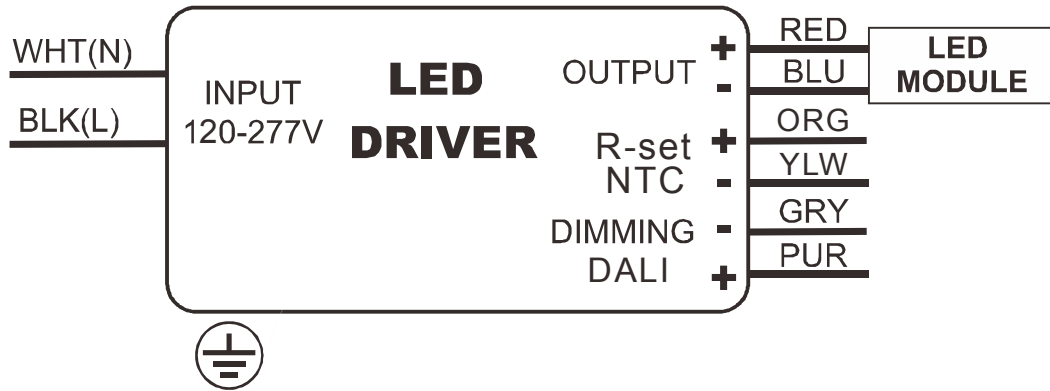 WHT(N)
BLK(L)
INPUT
120-277V
LED
DRIVER
OUTPUT
+
-
R-set
NTC
+
-
DIMMING
DALI
-
+
RED
BLU
ORG
YLW
GRY
PUR
LED
MODULE